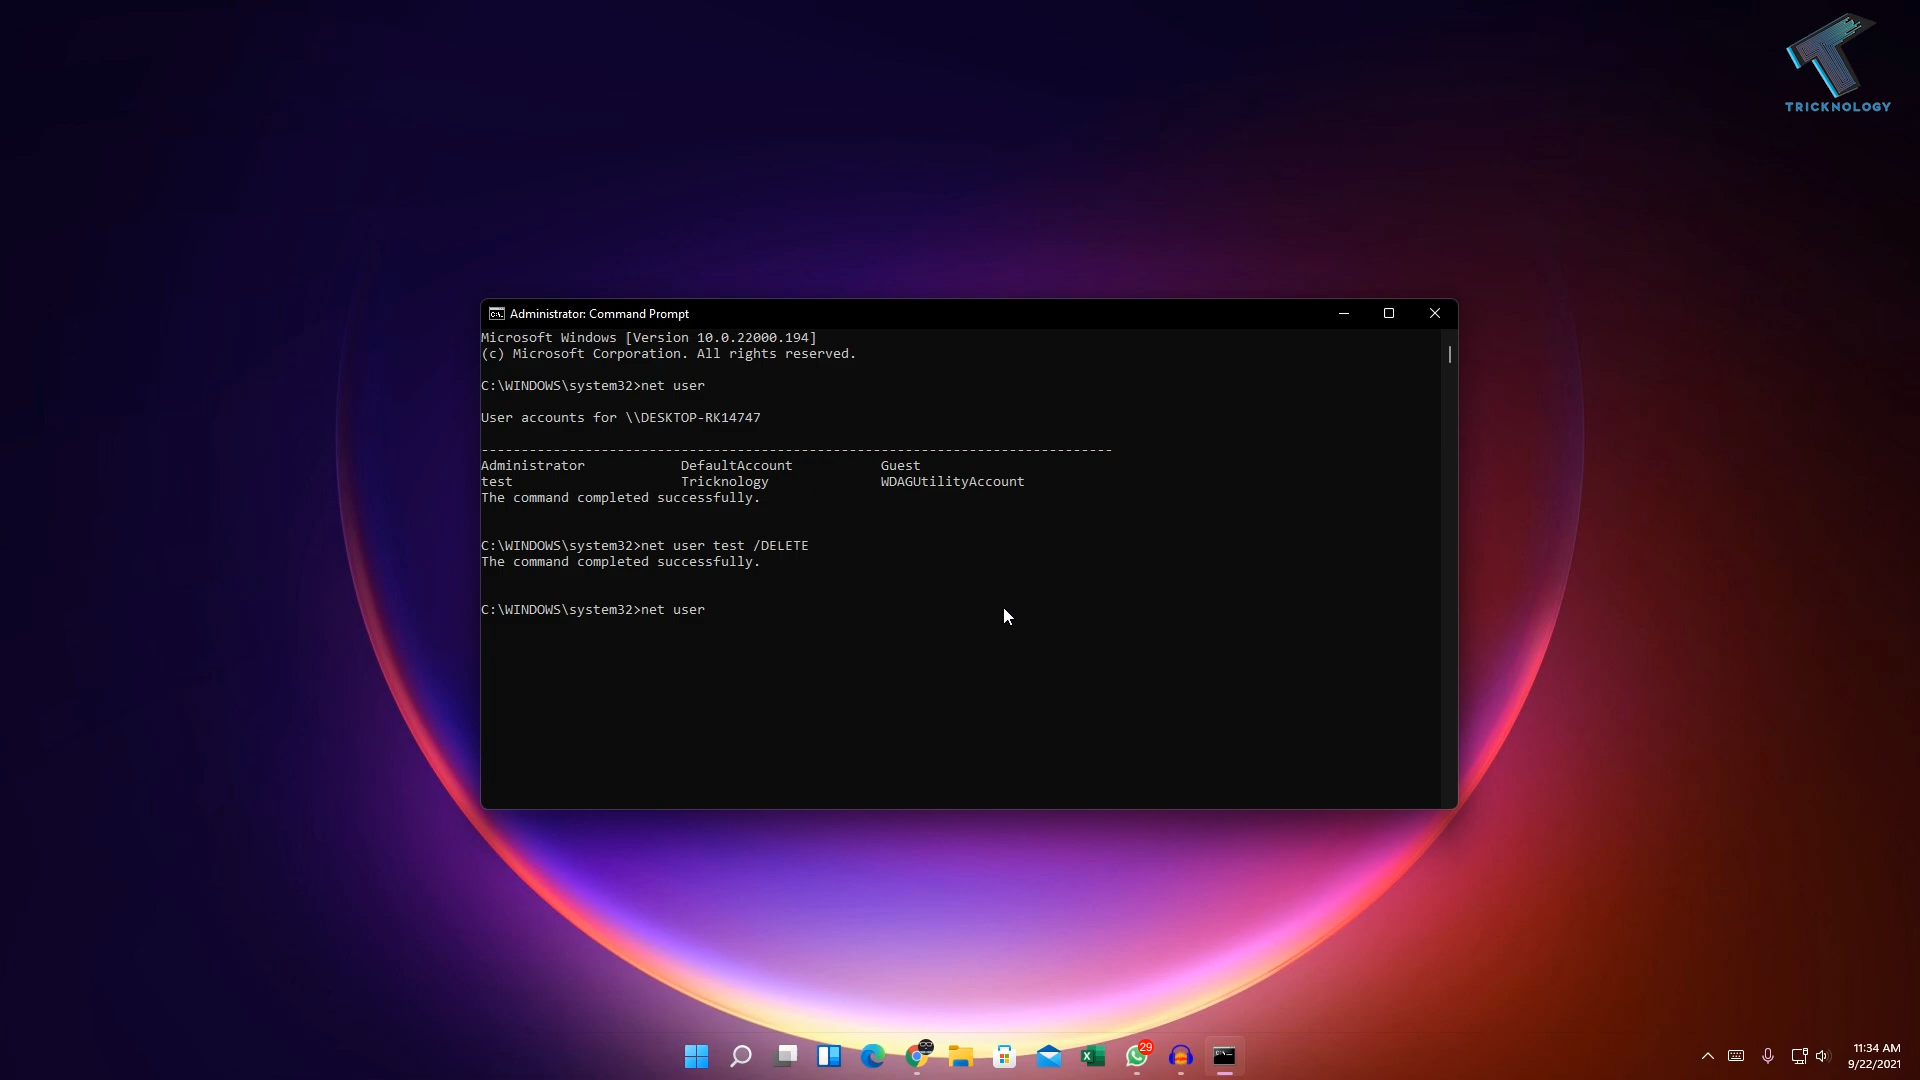 TRICKNOLOGY
Administrator: Command Prompt
Microsoft Windows [Version 10.0.22000.194]
(c) Microsoft Corporation. All rights reserved.
C:\WINDOWS\system32>net user
User accounts for \\DESKTOP-RK14747
-------------------------------------------------------------------------------
Administrator            DefaultAccount           Guest
test                     Tricknology              WDAGUtilityAccount
The command completed successfully.
C:\WINDOWS\system32>net user test /DELETE
The command completed successfully.
C:\WINDOWS\system32>net user
29
11:34 AM
9/22/2021